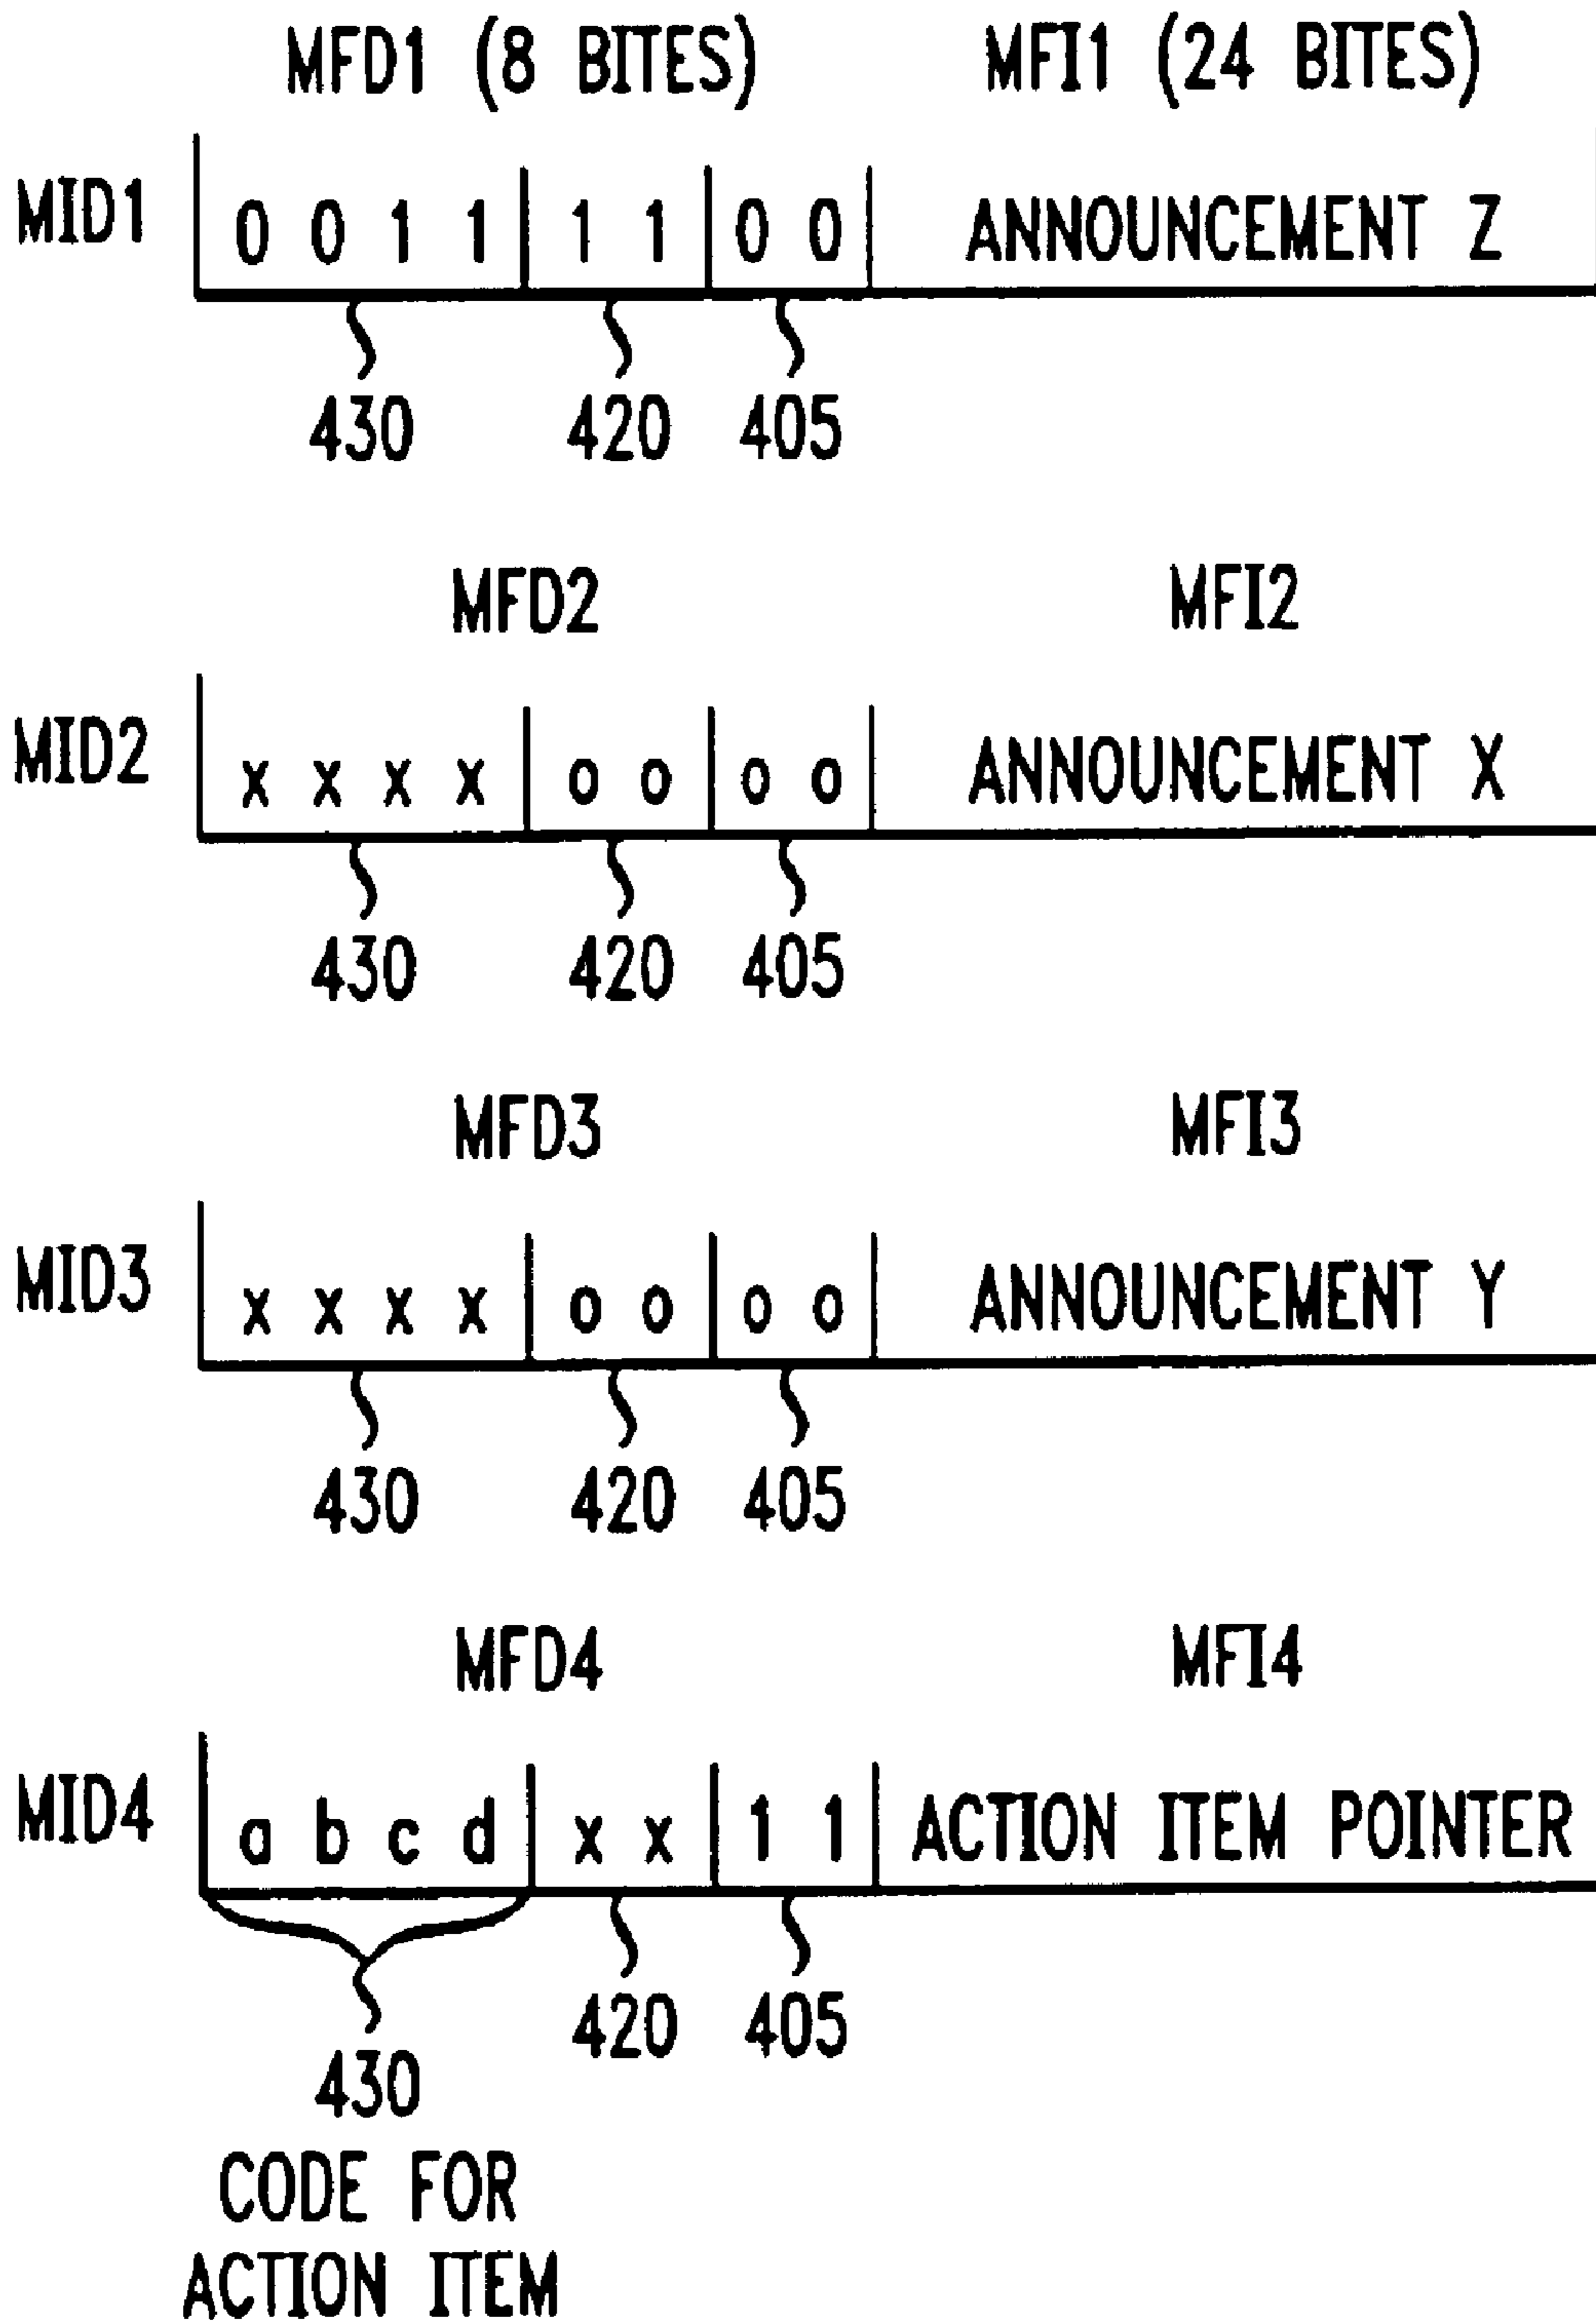 MFD1 (8 BITES) MFI1 (24 BITES)
MID1 0 0 1 1 1 1 0 0 ANNOUNCEMENT Z
430 420 405
MFD2 MFI2
MID2 x x x x o o o o ANNOUNCEMENT X
430 420 405
MFD3 MFI3
MID3 x x x x o o o o ANNOUNCEMENT Y
430 420 405
MFD4 MFI4
MID4 a b c d x x 1 1 ACTION ITEM POINTER
420 405
430
CODE FOR
ACTION ITEM